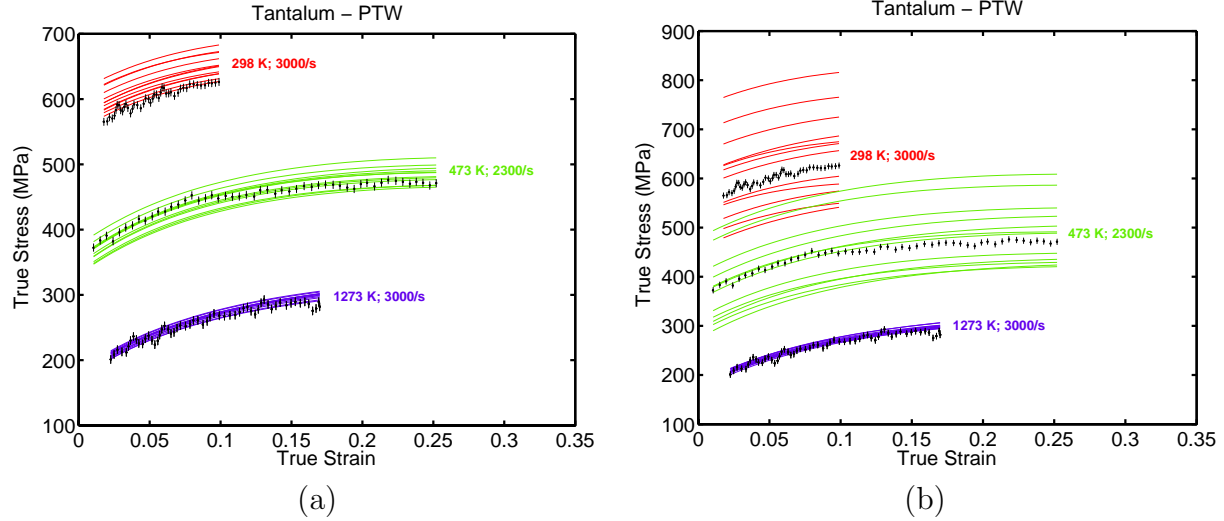 Tantalum − PTW
700
600
500
400
300
200
100
0
0.05
0.1
0.15
0.2
0.25
0.3
0.35
True Stress (MPa)
True Strain
298 K; 3000/s
473 K; 2300/s
1273 K; 3000/s
(a)
Tantalum − PTW
900
800
700
600
500
400
300
200
100
0
0.05
0.1
0.15
0.2
0.25
0.3
0.35
True Stress (MPa)
True Strain
298 K; 3000/s
473 K; 2300/s
1273 K; 3000/s
(b)